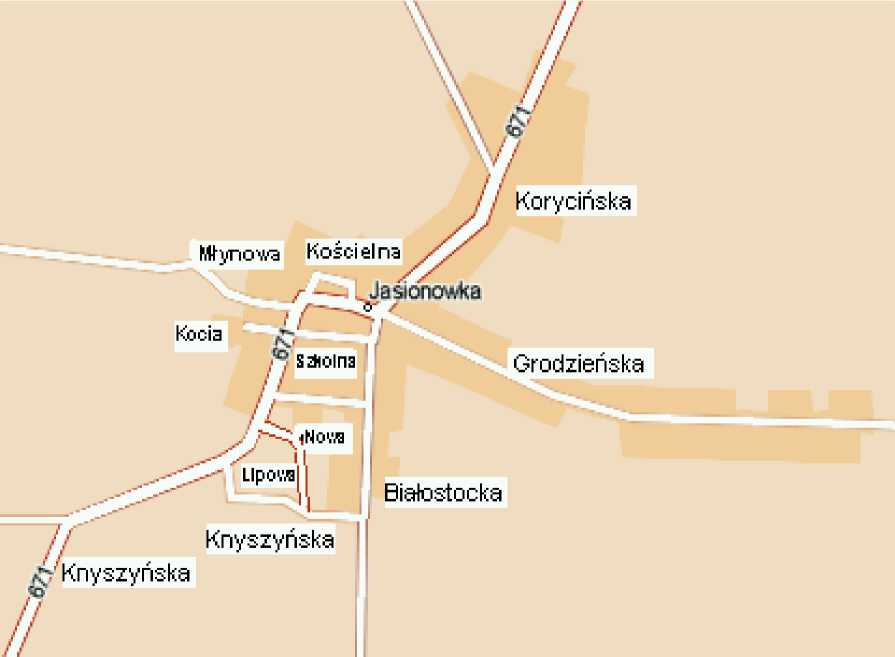 671
Korycińska
Młynowa
Kościelna
Jasionowka
Kocia
671
Szkolna
Grodzieńska
Nowa
Lipowa
Białostocka
Knyszyńska
Knyszyńska
671